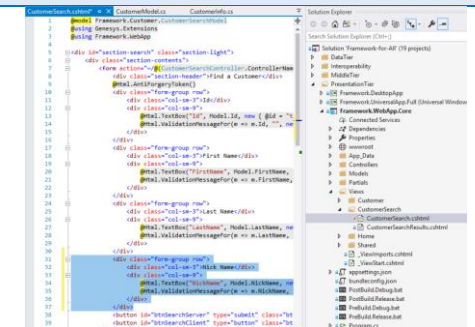 CustomerSearch.cshtml* CustomerModel.cs CustomerInfo.cs
1 @model Framework.Customer.CustomerSearchModel
2 @using Genesys.Extensions
3 @using Framework.WebApp
4
5 <div id="section-search" class="section-light">
6 <div class="section-contents">
7 <form action="~/@(CustomerSearchController.ControllerName
8 <div class="section-header">Find a Customer</div>
9 @Html.AntiForgeryToken()
10 <div class="form-group row">
11 <div class="col-sm-3">Id</div>
12 <div class="col-sm-9">
13 @Html.TextBox("Id", Model.Id, new { @id = "t
14 @Html.ValidationMessageFor(m => m.Id, "", ne
15 </div>
16 </div>
17 <div class="form-group row">
18 <div class="col-sm-3">First Name</div>
19 <div class="col-sm-9">
20 @Html.TextBox("FirstName", Model.FirstName,
21 @Html.ValidationMessageFor(m => m.FirstName,
22 </div>
23 </div>
24 <div class="form-group row">
25 <div class="col-sm-3">Last Name</div>
26 <div class="col-sm-9">
27 @Html.TextBox("LastName", Model.LastName, ne
28 @Html.ValidationMessageFor(m => m.LastName,
29 </div>
30 </div>
31 <div class="form-group row">
32 <div class="col-sm-3">Nick Name</div>
33 <div class="col-sm-9">
34 @Html.TextBox("NickName", Model.NickName, ne
35 @Html.ValidationMessageFor(m => m.NickName,
36 </div>
37 </div>
38 <button id="btnSearchServer" type="submit" class="bt
39 <button id="btnSearchClient" type="button" class="bt
Solution Explorer
Search Solution Explorer (Ctrl+;)
Solution 'Framework-for-All' (19 projects)
DataTier
Interoperability
MiddleTier
PresentationTier
Framework.DesktopApp
Framework.UniversalApp.Full (Universal Window
Framework.WebApp.Core
Connected Services
Dependencies
Properties
wwwroot
App_Data
Controllers
Models
Partials
Views
Customer
CustomerSearch
CustomerSearch.cshtml
CustomerSearchResults.cshtml
Home
Shared
_ViewImports.cshtml
_ViewStart.cshtml
appsettings.json
bundleconfig.json
PostBuild.Debug.bat
PostBuild.Release.bat
PreBuild.Debug.bat
PreBuild.Release.bat
Program.cs